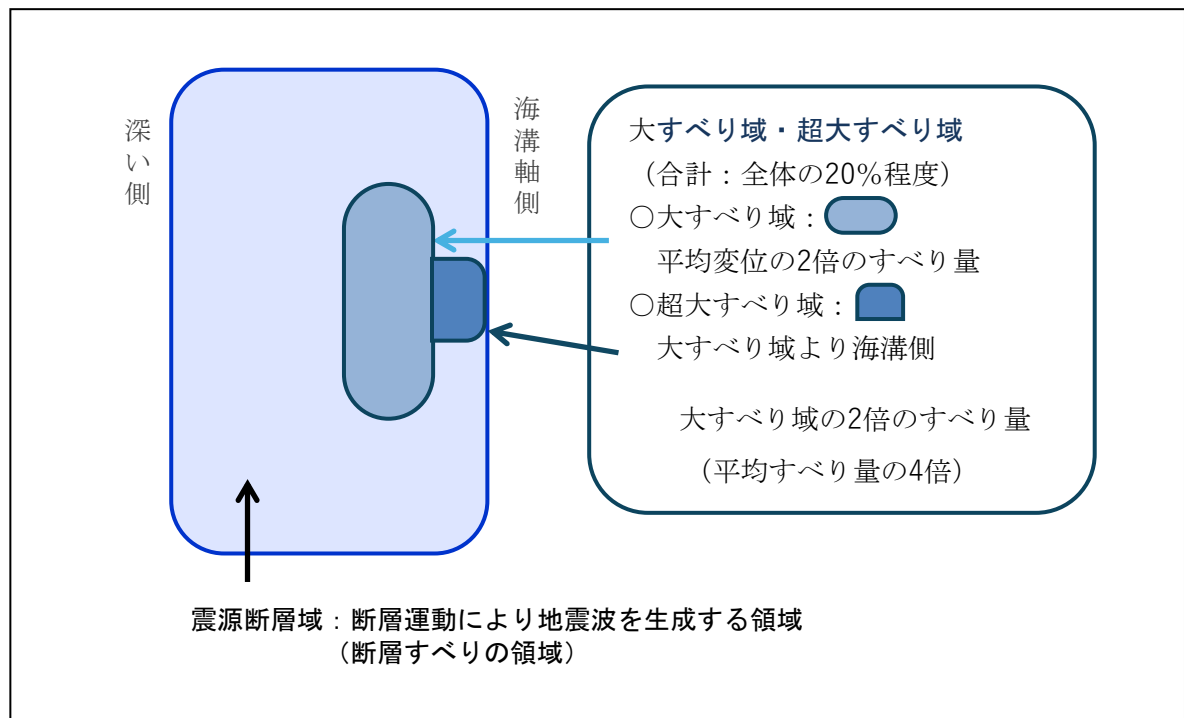 深い側
海溝軸側
大すべり域・超大すべり域
（合計：全体の20％程度）
○大すべり域：
平均変位の2倍のすべり量
○超大すべり域：
大すべり域より海溝側
大すべり域の2倍のすべり量
（平均すべり量の4倍）
震源断層域：断層運動により地震波を生成する領域
（断層すべりの領域）